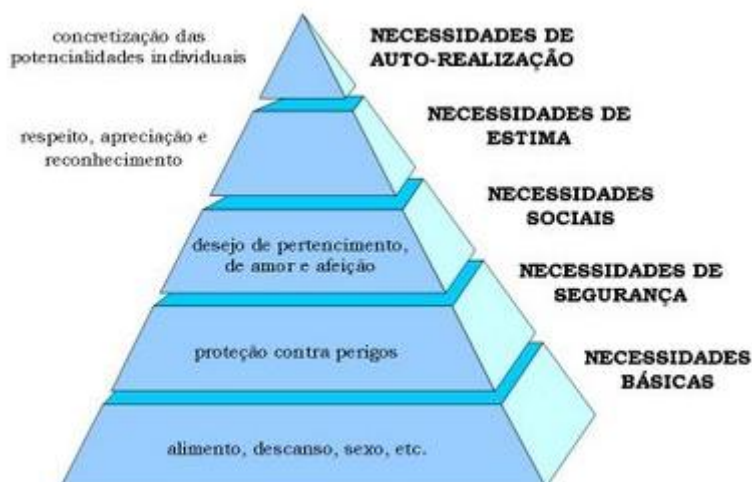 concretização das
potencialidades individuais
NECESSIDADES DE
AUTO-REALIZAÇÃO
respeito, apreciação e
reconhecimento
NECESSIDADES DE
ESTIMA
desejo de pertencimento,
de amor e afeição
NECESSIDADES
SOCIAIS
proteção contra perigos
NECESSIDADES DE
SEGURANÇA
alimento, descanso, sexo, etc.
NECESSIDADES
BÁSICAS